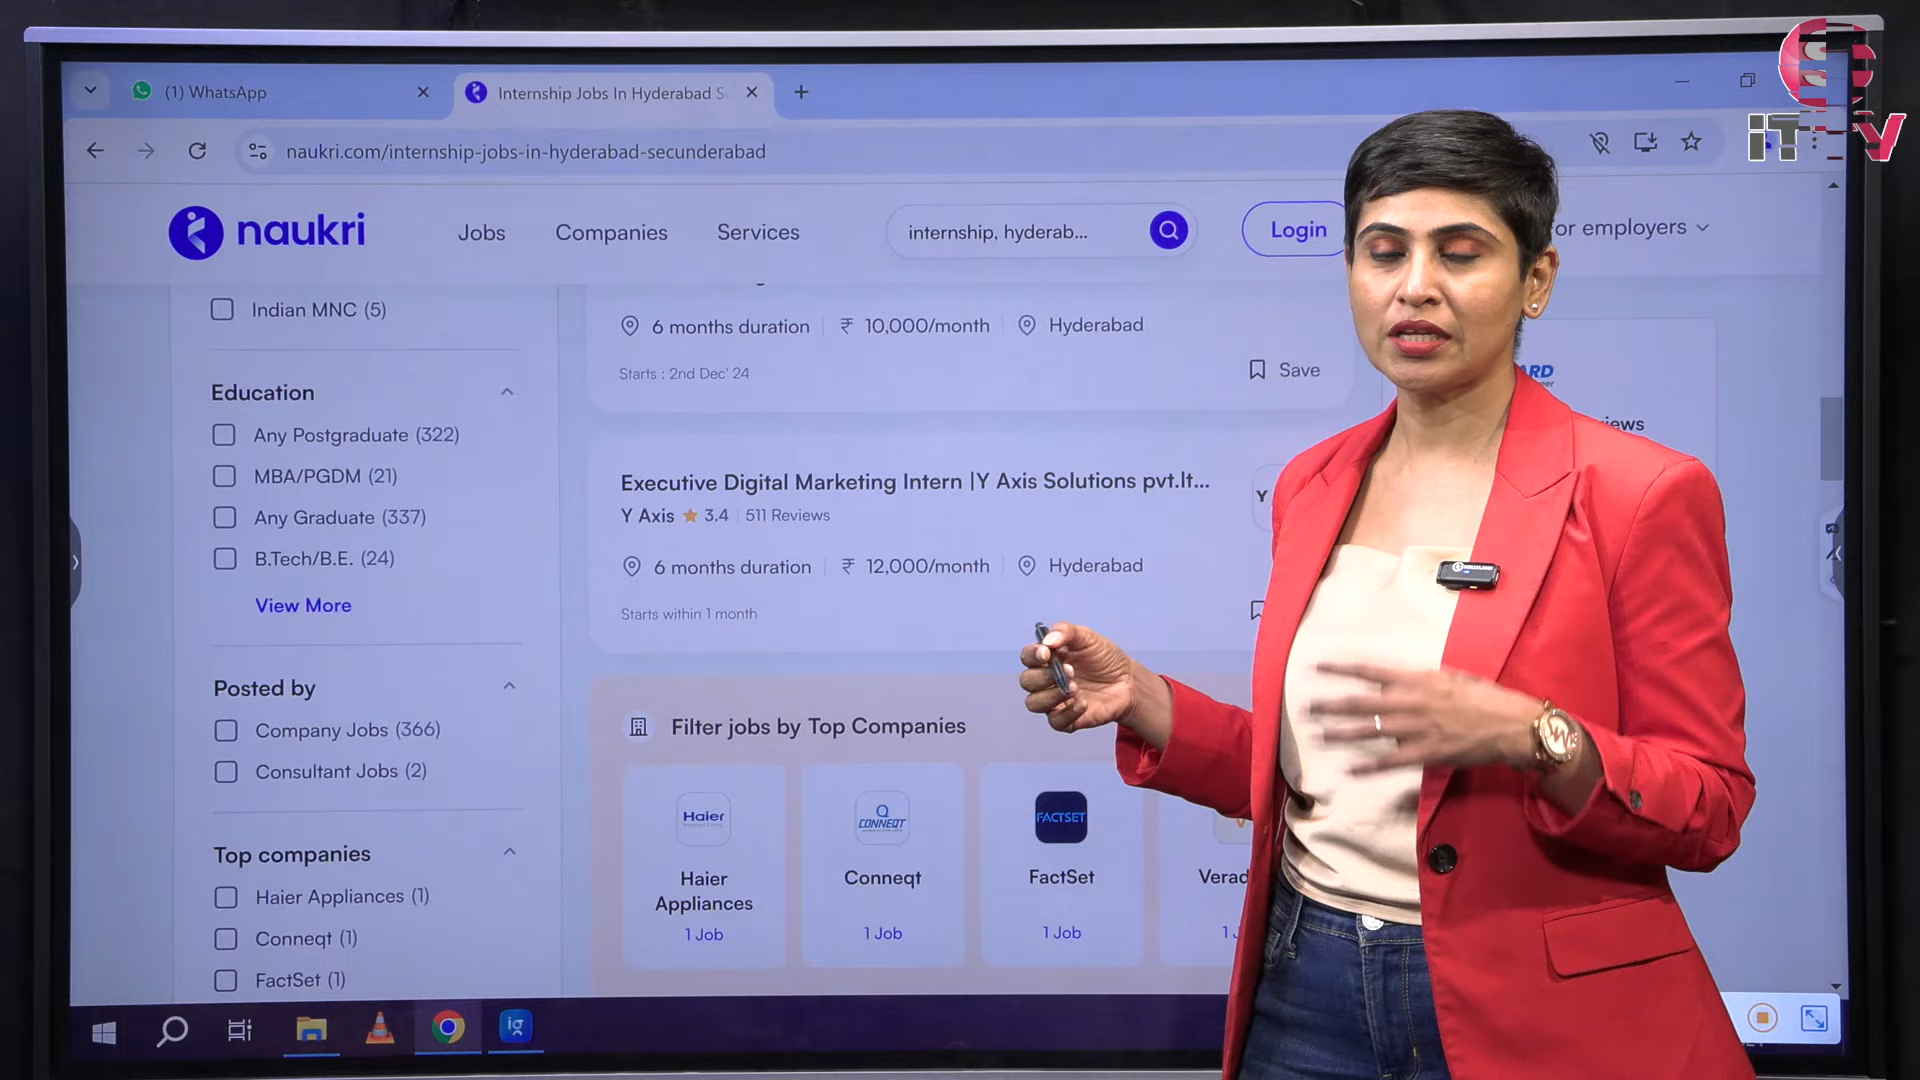 (1) WhatsApp
Internship Jobs In Hyderabad S
naukri.com/internship-jobs-in-hyderabad-secunderabad
iTV
naukri
Jobs
Companies
Services
internship, hyderab...
Login
or employers
Indian MNC (5)
Education
Any Postgraduate (322)
MBA/PGDM (21)
Any Graduate (337)
B.Tech/B.E. (24)
View More
Posted by
Company Jobs (366)
Consultant Jobs (2)
Top companies
Haier Appliances (1)
Conneqt (1)
FactSet (1)
6 months duration
₹ 10,000/month
Hyderabad
Starts : 2nd Dec' 24
Save
Executive Digital Marketing Intern |Y Axis Solutions pvt.lt...
Y Axis 3.4 | 511 Reviews
6 months duration
₹ 12,000/month
Hyderabad
Starts within 1 month
Y
Filter jobs by Top Companies
Haier
Haier
Appliances
1 Job
CONNEQT
Conneqt
1 Job
FACTSET
FactSet
1 Job
Verad
1 J
ARD
iews
ig